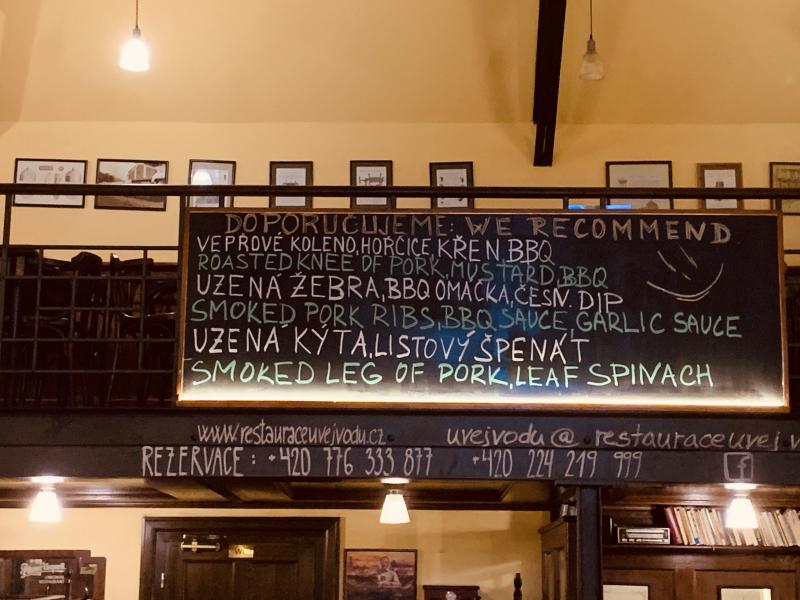 DOPORUČUJEME: WE RECOMMEND
VEPŘOVÉ KOLENO, HOŘČICE, KŘEN, BBQ
ROASTED KNEE OF PORK, MUSTARD, BBQ
UZENÁ ŽEBRA, BBQ OMÁČKA, ČESN. DIP
SMOKED PORK RIBS, BBQ SAUCE, GARLIC SAUCE
UZENÁ KÝTA, LISTOVÝ ŠPENÁT
SMOKED LEG OF PORK, LEAF SPINACH
www.restauraceuvejvodu.cz uvejvodu@restauraceuvejv
REZERVACE: +420 776 333 877 +420 224 219 999 f